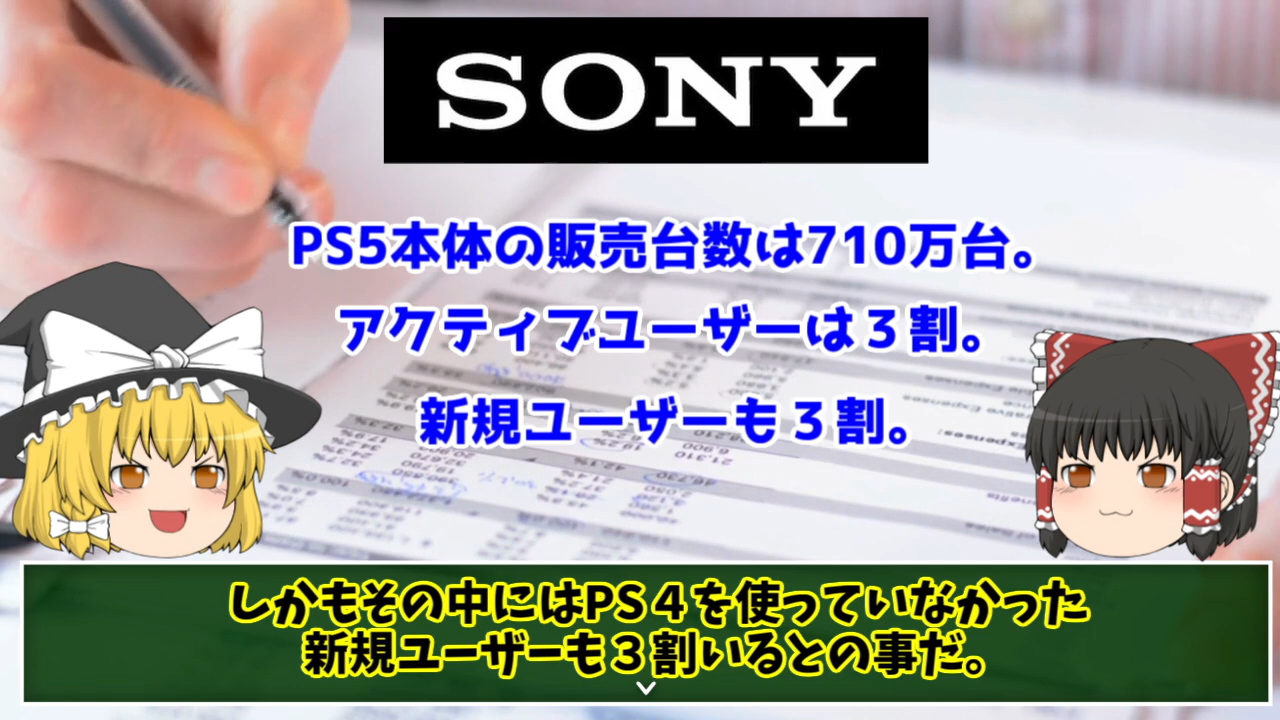 SONY
PS5本体の販売台数は710万台。
アクティブユーザーは３割。
新規ユーザーも３割。
しかもその中にはPS４を使っていなかった
新規ユーザーも３割いるとの事だ。